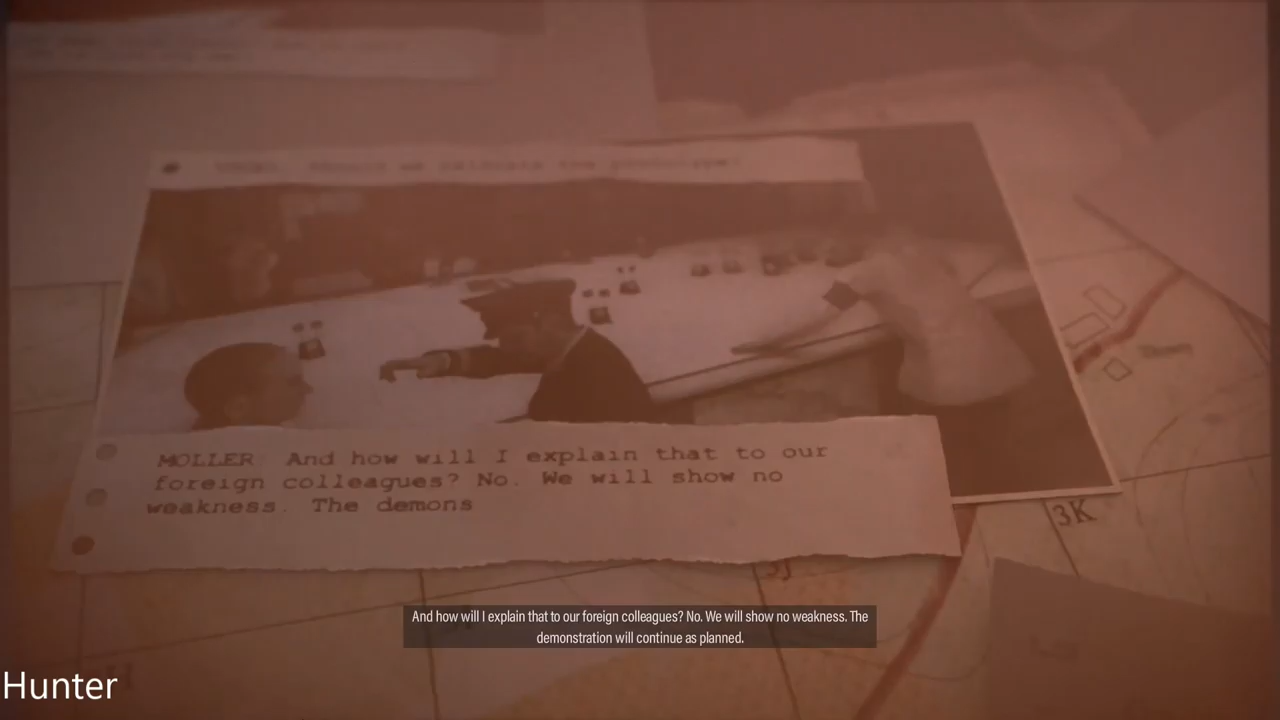 MOLLER And how will I explain that to our
foreign colleagues? No. We will show no
weakness. The demons
3K
3J
And how will I explain that to our foreign colleagues? No. We will show no weakness. The
demonstration will continue as planned.
Hunter